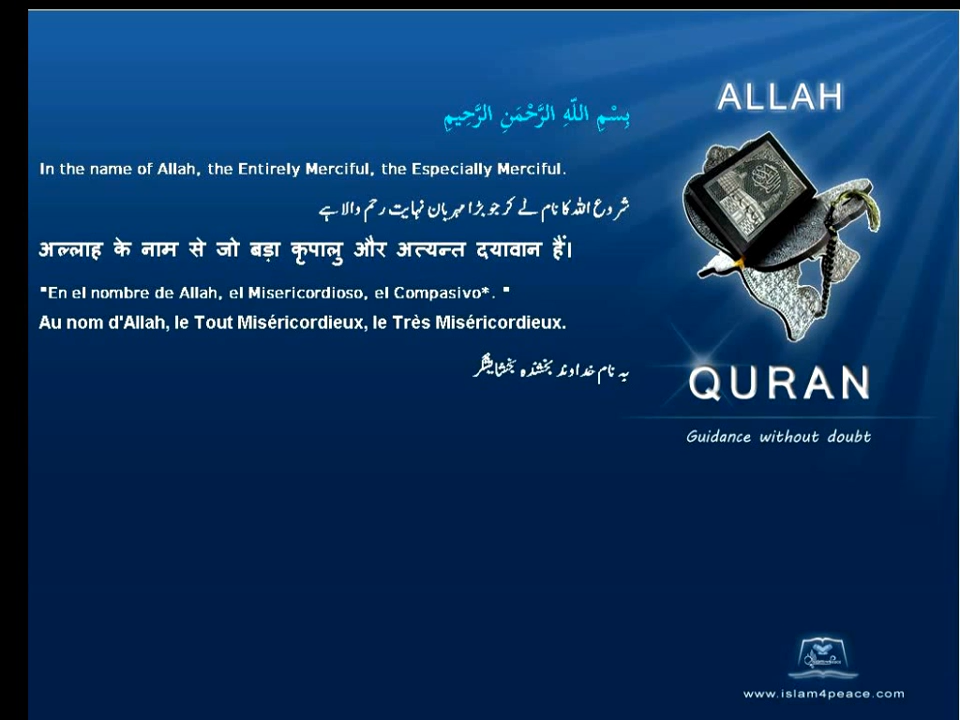 بِسْمِ اللّهِ الرَّحْمَنِ الرَّحِيمِ
In the name of Allah, the Entirely Merciful, the Especially Merciful.
شروع الله کا نام لے کر جو بڑا مہربان نہایت رحم والا ہے
अल्लाह के नाम से जो बड़ा कृपालु और अत्यन्त दयावान हैं।
"En el nombre de Allah, el Misericordioso, el Compasivo*. "
Au nom d'Allah, le Tout Miséricordieux, le Très Miséricordieux.
به نام خداوند بخشنده بخشایشگر
ALLAH
QURAN
Guidance without doubt
www.islam4peace.com